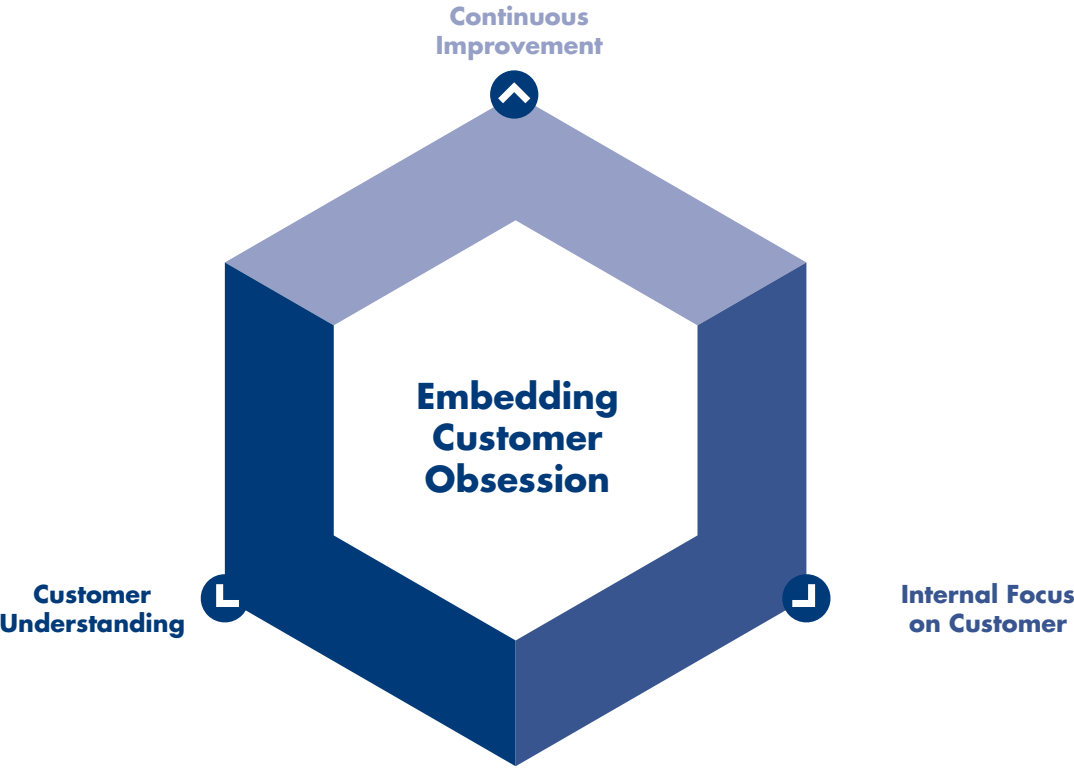 Continuous
Improvement
Embedding
Customer
Obsession
Customer
Understanding
Internal Focus
on Customer